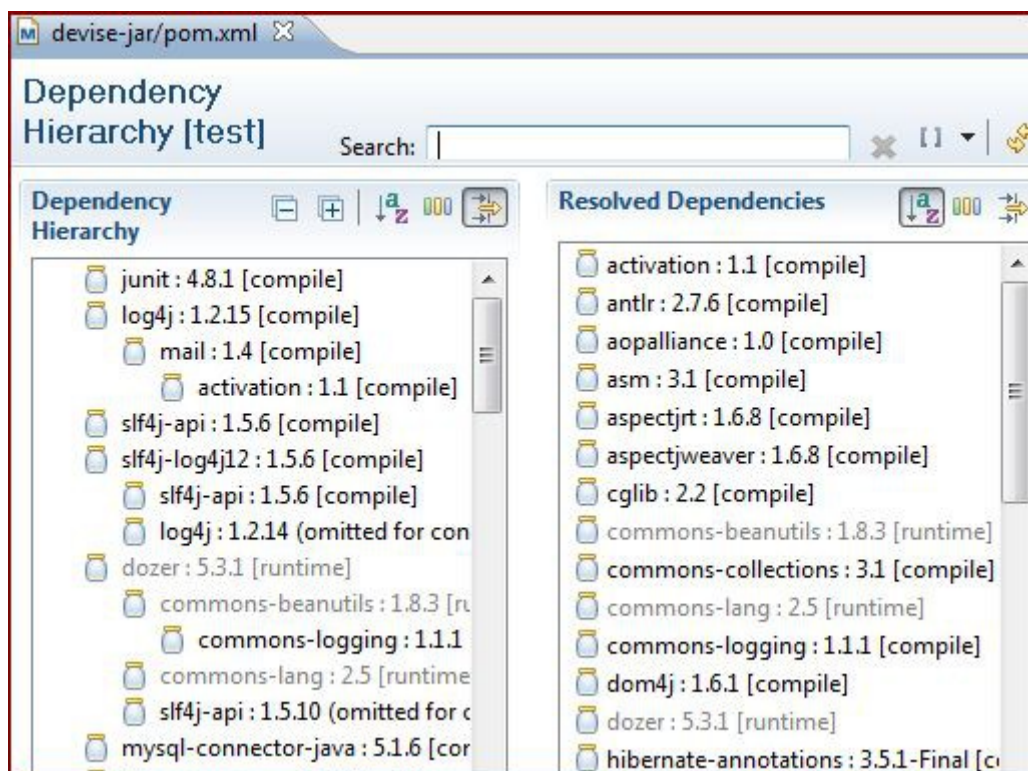 devise-jar/pom.xml
Dependency
Hierarchy [test]
Search:
Dependency
Hierarchy
junit : 4.8.1 [compile]
log4j : 1.2.15 [compile]
mail : 1.4 [compile]
activation : 1.1 [compile]
slf4j-api : 1.5.6 [compile]
slf4j-log4j12 : 1.5.6 [compile]
slf4j-api : 1.5.6 [compile]
log4j : 1.2.14 (omitted for con
dozer : 5.3.1 [runtime]
commons-beanutils : 1.8.3 [ru
commons-logging : 1.1.1
commons-lang : 2.5 [runtime
slf4j-api : 1.5.10 (omitted for c
mysql-connector-java : 5.1.6 [cor
Resolved Dependencies
activation : 1.1 [compile]
antlr : 2.7.6 [compile]
aopalliance : 1.0 [compile]
asm : 3.1 [compile]
aspectjrt : 1.6.8 [compile]
aspectjweaver : 1.6.8 [compile]
cglib : 2.2 [compile]
commons-beanutils : 1.8.3 [runtime]
commons-collections : 3.1 [compile]
commons-lang : 2.5 [runtime]
commons-logging : 1.1.1 [compile]
dom4j : 1.6.1 [compile]
dozer : 5.3.1 [runtime]
hibernate-annotations : 3.5.1-Final [c